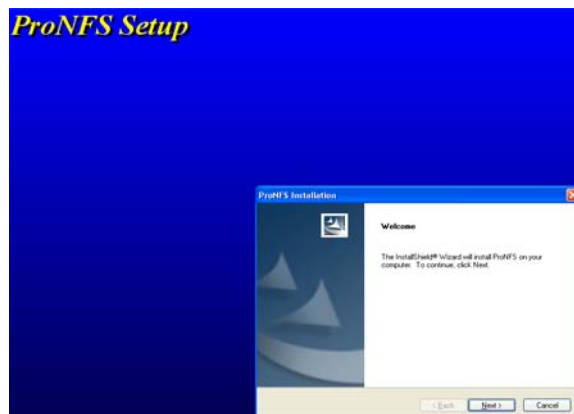 ProNFS Setup
ProNFS Installation
Welcome
The InstallShield® Wizard will install ProNFS on your
computer. To continue, click Next.
< Back
Next >
Cancel